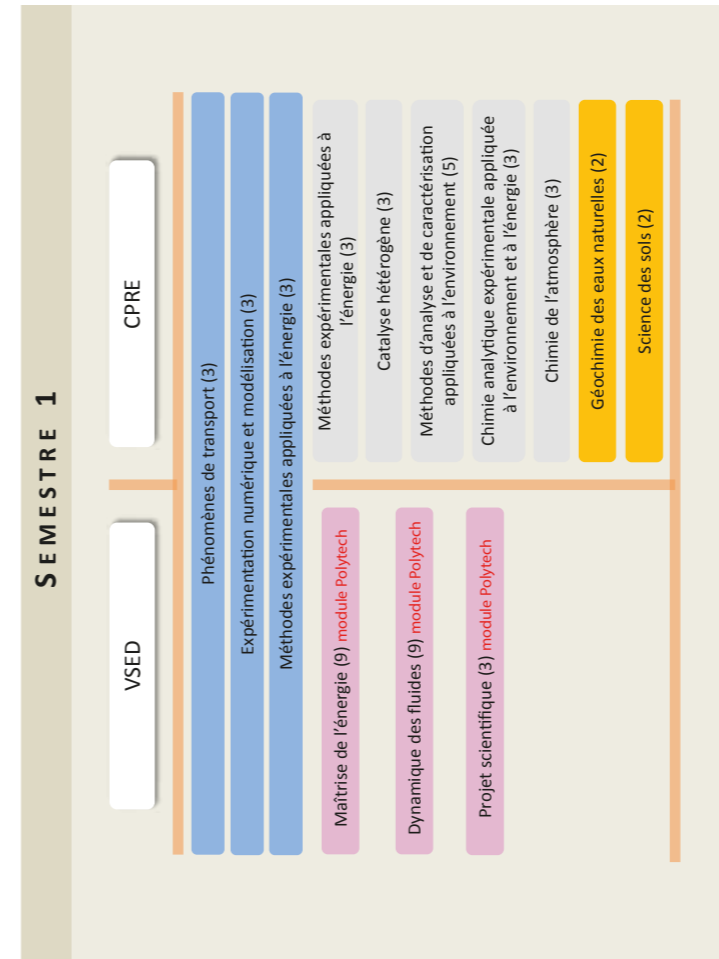 SEMESTRE 1
VSED
CPRE
Phénomènes de transport (3)
Expérimentation numérique et modélisation (3)
Méthodes expérimentales appliquées à l'énergie (3)
Maîtrise de l'énergie (9) module Polytech
Dynamique des fluides (9) module Polytech
Projet scientifique (3) module Polytech
Méthodes expérimentales appliquées à
l'énergie (3)
Catalyse hétérogène (3)
Méthodes d'analyse et de caractérisation
appliquées à l'environnement (5)
Chimie analytique expérimentale appliquée
à l'environnement et à l'énergie (3)
Chimie de l'atmosphère (3)
Géochimie des eaux naturelles (2)
Science des sols (2)